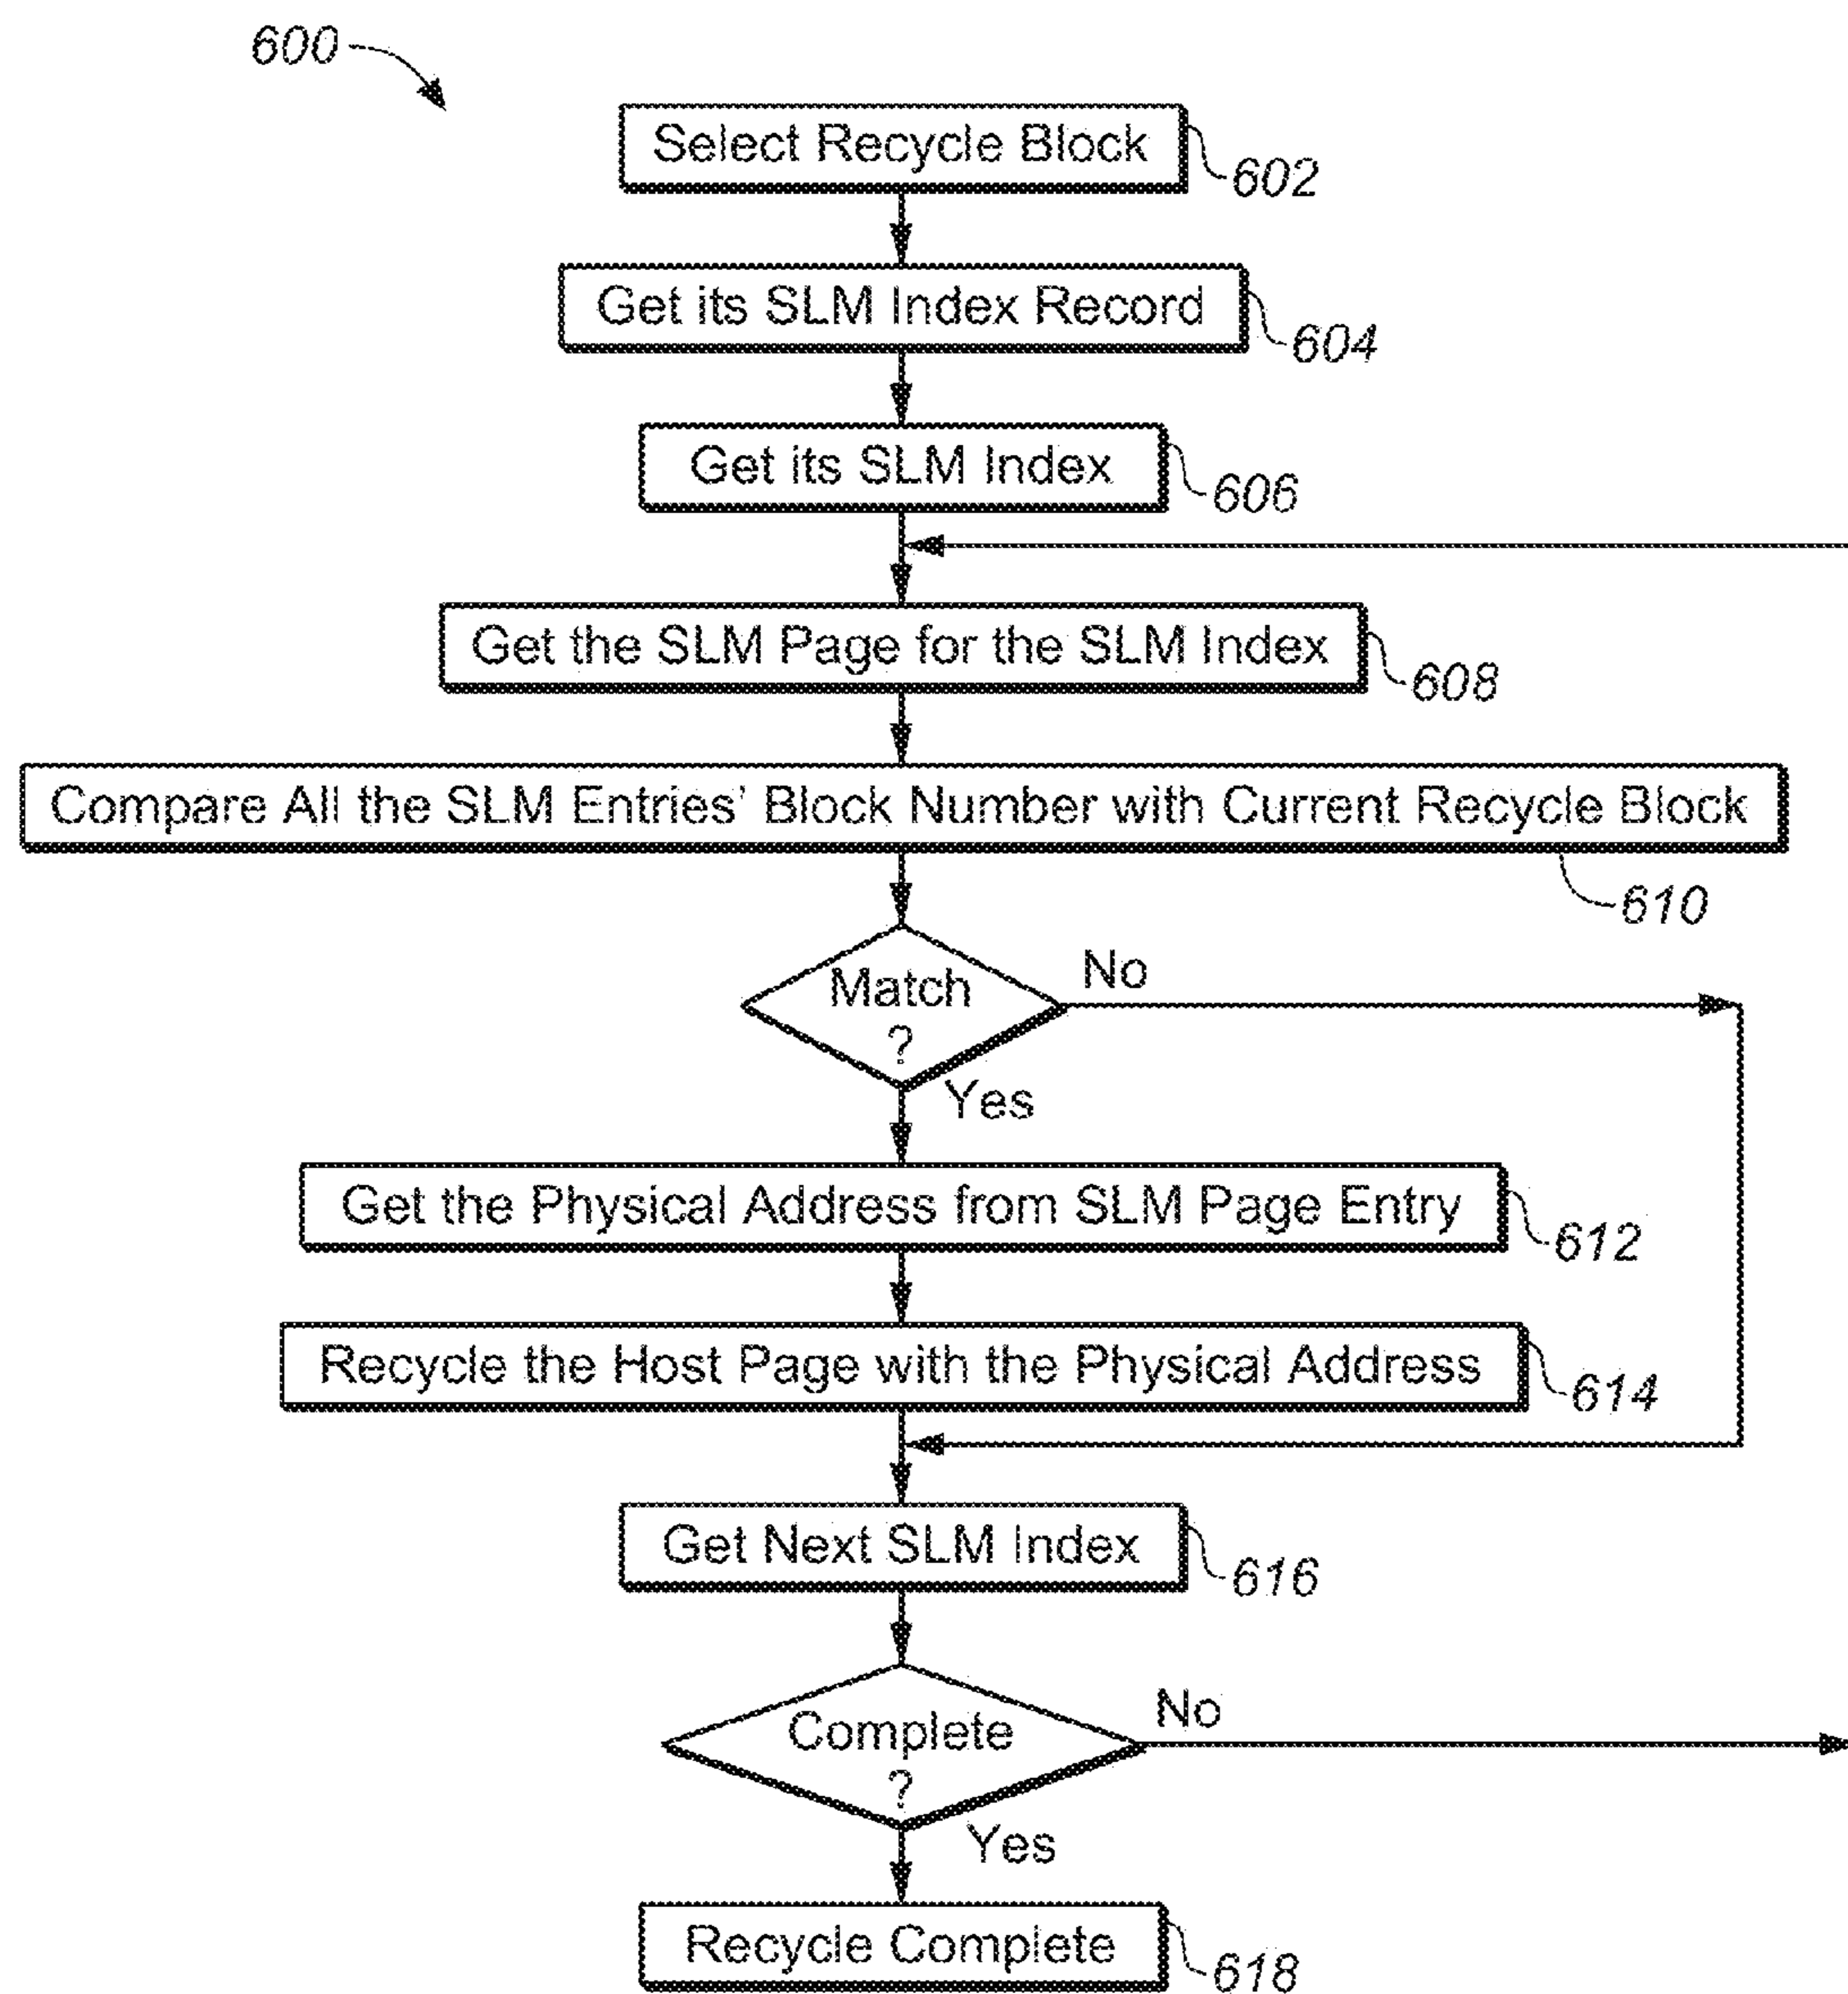 600
Select Recycle Block
602
Get its SLM Index Record
604
Get its SLM Index
606
Get the SLM Page for the SLM Index
608
Compare All the SLM Entries' Block Number with Current Recycle Block
610
Match
?
No
Yes
Get the Physical Address from SLM Page Entry
612
Recycle the Host Page with the Physical Address
614
Get Next SLM Index
616
Complete
?
No
Yes
Recycle Complete
618